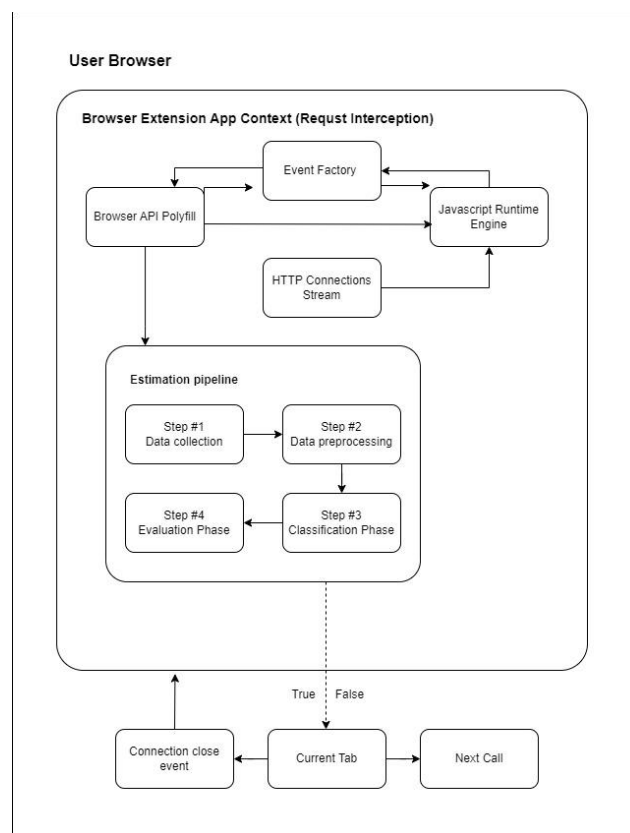 User Browser
Browser Extension App Context (Requst Interception)
Event Factory
Browser API Polyfill
Javascript Runtime
Engine
HTTP Connections
Stream
Estimation pipeline
Step #1
Data collection
Step #2
Data preprocessing
Step #4
Evaluation Phase
Step #3
Classification Phase
True
False
Connection close
event
Current Tab
Next Call